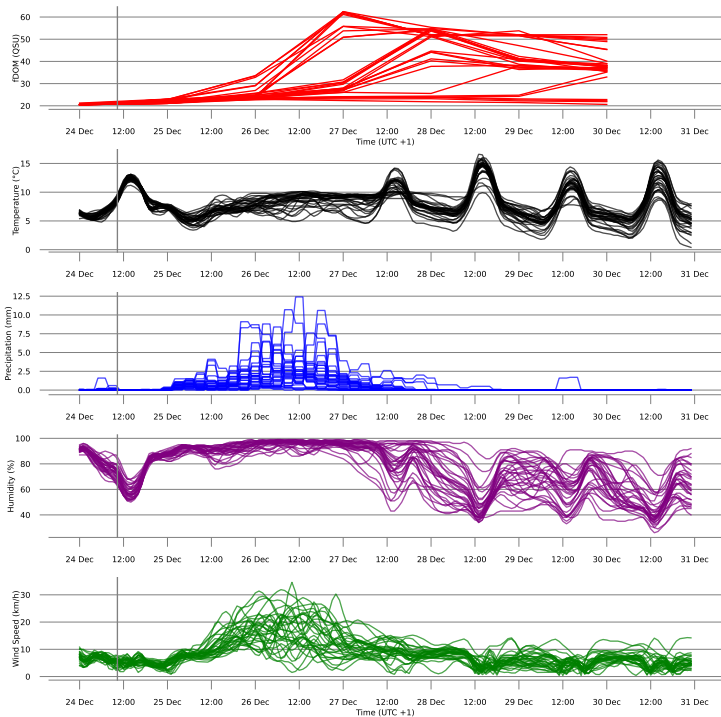 60
50
40
30
20
fDOM (QSU)
24 Dec 12:00 25 Dec 12:00 26 Dec 12:00 27 Dec 12:00 28 Dec 12:00 29 Dec 12:00 30 Dec 12:00 31 Dec
Time (UTC +1)
15
10
5
0
Temperature (°C)
24 Dec 12:00 25 Dec 12:00 26 Dec 12:00 27 Dec 12:00 28 Dec 12:00 29 Dec 12:00 30 Dec 12:00 31 Dec
12.5
10.0
7.5
5.0
2.5
0.0
Precipitation (mm)
24 Dec 12:00 25 Dec 12:00 26 Dec 12:00 27 Dec 12:00 28 Dec 12:00 29 Dec 12:00 30 Dec 12:00 31 Dec
100
80
60
40
Humidity (%)
24 Dec 12:00 25 Dec 12:00 26 Dec 12:00 27 Dec 12:00 28 Dec 12:00 29 Dec 12:00 30 Dec 12:00 31 Dec
30
20
10
0
Wind Speed (km/h)
24 Dec 12:00 25 Dec 12:00 26 Dec 12:00 27 Dec 12:00 28 Dec 12:00 29 Dec 12:00 30 Dec 12:00 31 Dec
Time (UTC +1)